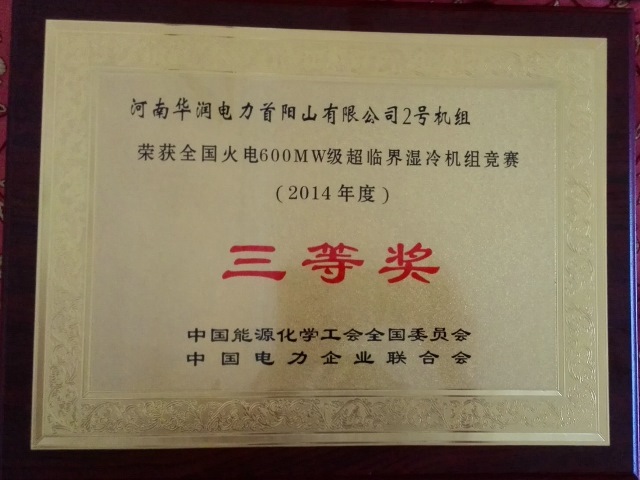 河南华润电力首阳山有限公司2号机组
荣获全国火电600MW级超临界湿冷机组竞赛
(2014年度)
三等奖
中国能源化学工会全国委员会
中国电力企业联合会